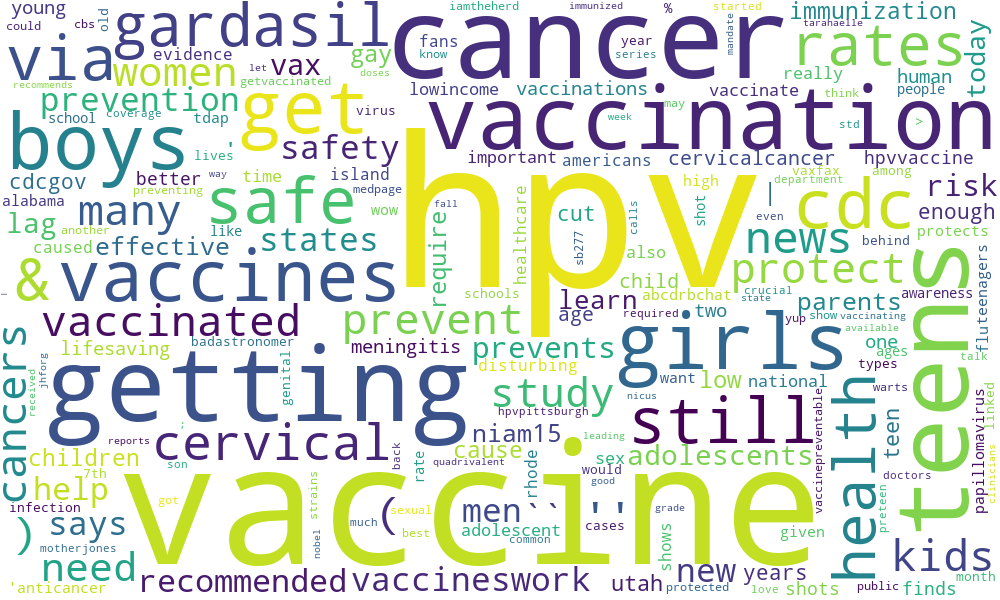 young
could
cbs
old
gardasil
cancer
iamtheherd
immunized
%
started
tarahaelle
mandate
immunization
via
women
evidence
let
vax
gay
fans
know
year
series
rates
today
recommends
getvaccinated
doses
lowincome
vaccinations
vaccinate
really
think
human
people
prevention
school
coverage
tdap
get
virus
vaccination
week
may
std
>
boys
lives
'
safety
important
americans
cervicalcancer
hpvvaccine
cdcgov
better
preventing
way
time
island
medpage
hpv
high
vaxfax
department
among
risk
alabama
many
safe
wow
fall
healthcare
cut
calls
shot
|
even
cdc
enough
protects
lag
another
caused
effective
like
states
require
sb277
also
news
behind
&
vaccines
schools
child
abcdrbchat
protect
crucial
state
teens
awareness
fluteenagers
vaccinated
prevent
learn
age
required
two
parents
yup
show
vaccinating
available
one
ages
talk
cancers
lifesaving
badastronomer
meningitis
prevents
disturbing
girls
jhforg
received
getting
genital
study
want
low
national
types
warts
linked
papillomavirus
hpvpittsburgh
nicus
still
health
teen
vaccinepreventable
cervical
reports
;
back
niam15
leading
children
7th
son
rate
quadrivalent
cause
sex
would
good
adolescents
doctors
clinicians
help
infection
vaccine
strains
nobel
much
(
men
``
''
rhode
cases
grade
preteen
)
says
motherjones
got
sexual
best
adolescent
common
shows
given
kids
need
'anticancer
recommended
vaccineswork
utah
new
protected
years
love
shots
public
finds
month